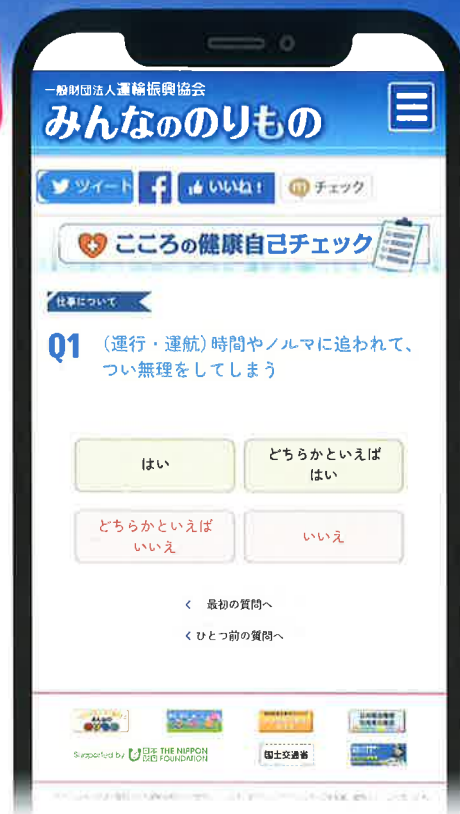 一般財団法人運輸振興協会
みんなののりもの
ツイート
f
いいね！
m チェック
こころの健康自己チェック
仕事について
Q1 (運行・運航)時間やノルマに追われて、
つい無理をしてしまう
はい
どちらかといえば
はい
どちらかといえば
いいえ
いいえ
< 最初の質問へ
< ひとつ前の質問へ
Supported by 日本財団 THE NIPPON FOUNDATION
国土交通省